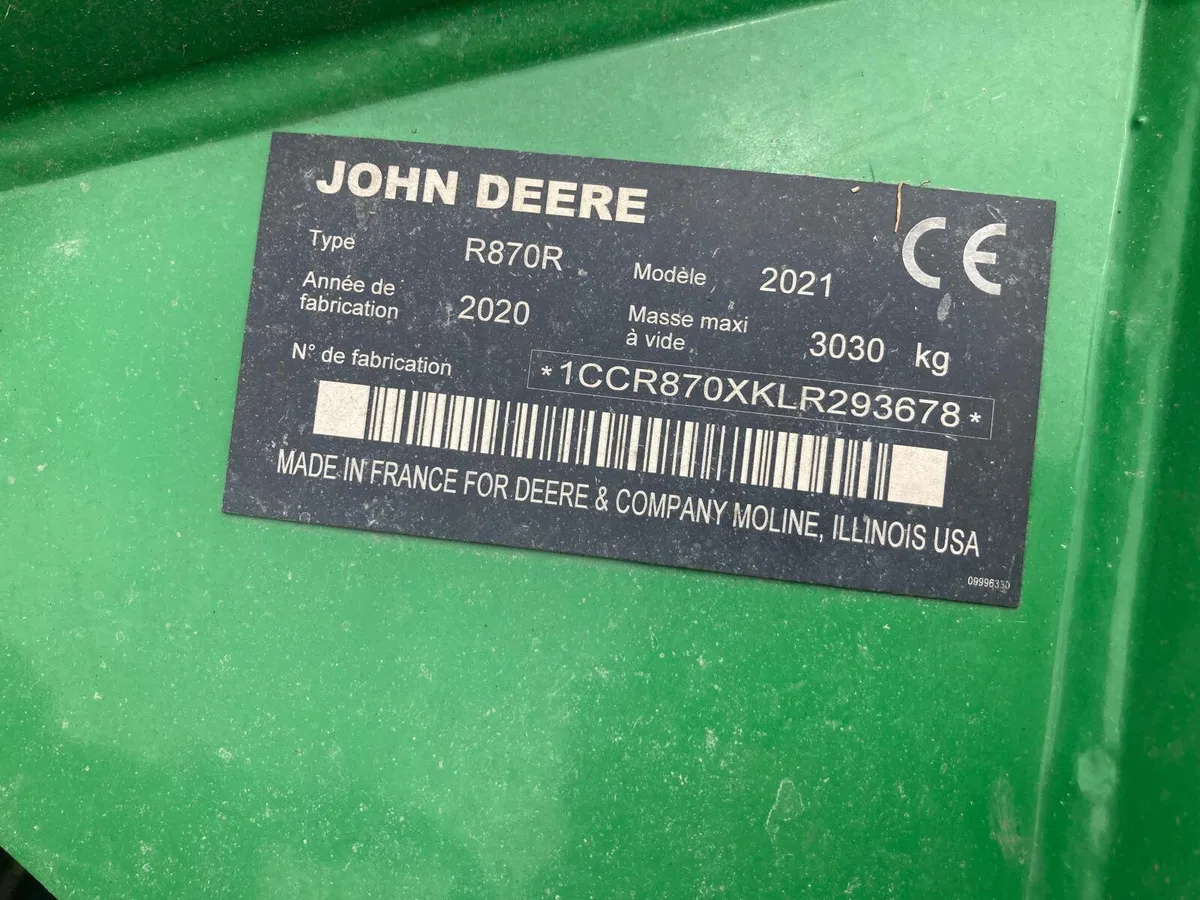 JOHN DEERE
CE
Type R870R Modèle 2021
Année de fabrication 2020 Masse maxi à vide 3030 kg
N° de fabrication *1CCR870XKLR293678*
MADE IN FRANCE FOR DEERE & COMPANY MOLINE, ILLINOIS USA